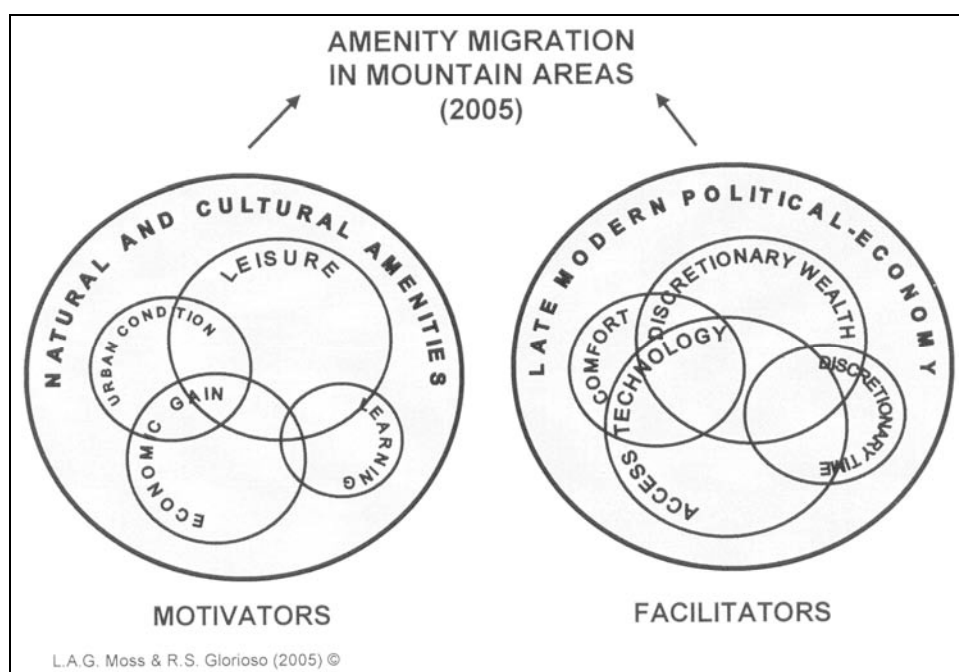 AMENITY MIGRATION
IN MOUNTAIN AREAS
(2005)
NATURAL AND CULTURAL AMENITIES
LEISURE
URBAN CONDITION
ECONOMIC GAIN
LEARNING
MOTIVATORS
LATE MODERN POLITICAL-ECONOMY
DISCRETIONARY WEALTH
COMFORT
ACCESS TECHNOLOGY
DISCRETIONARY TIME
FACILITATORS
L.A.G. Moss & R.S. Glorioso (2005) ©